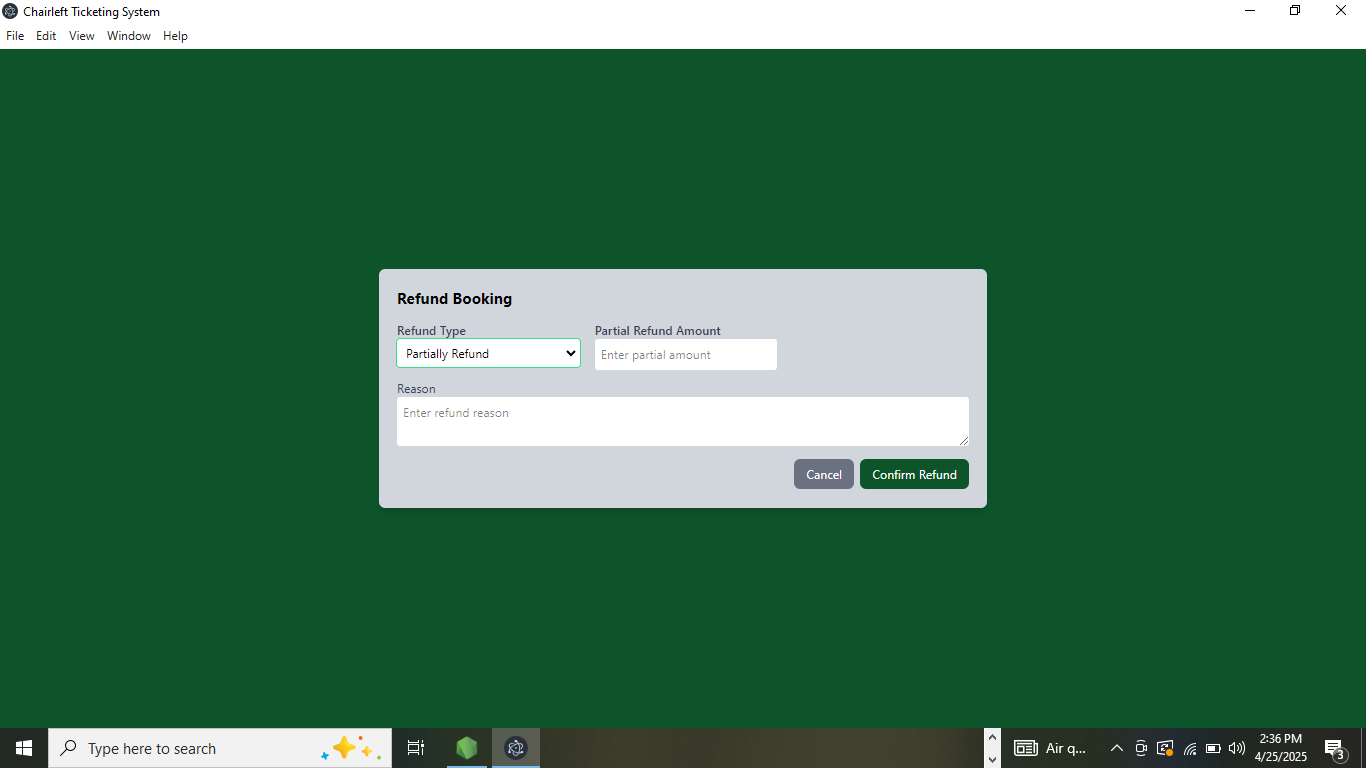 Chairleft Ticketing System
File Edit View Window Help
Refund Booking
Refund Type Partial Refund Amount
Partially Refund Enter partial amount
Reason
Enter refund reason
Cancel Confirm Refund
Type here to search
Air q...
2:36 PM
4/25/2025
3